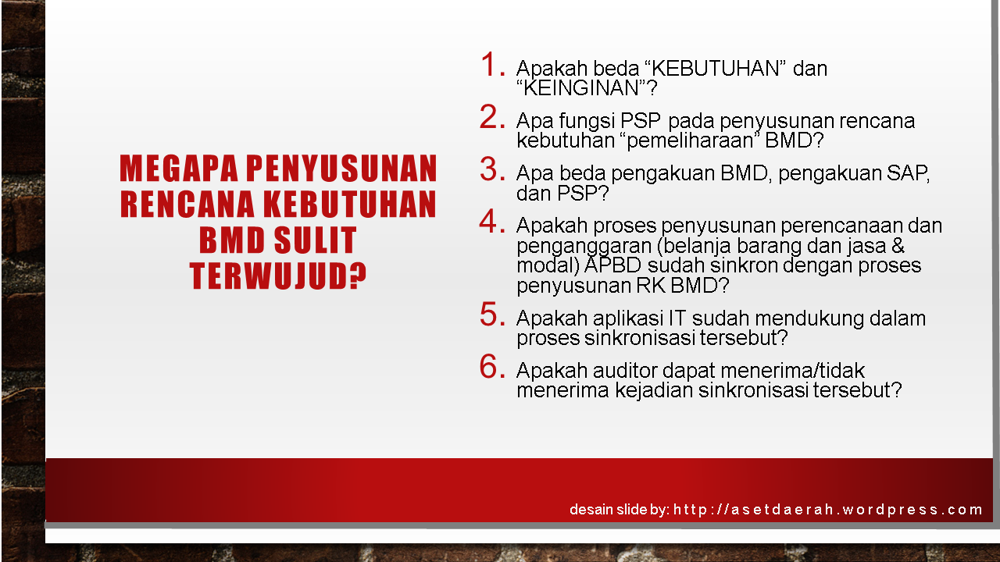 MEGAPA PENYUSUNAN
RENCANA KEBUTUHAN
BMD SULIT
TERWUJUD?
1. Apakah beda “KEBUTUHAN” dan
“KEINGINAN”?
2. Apa fungsi PSP pada penyusunan rencana
kebutuhan “pemeliharaan” BMD?
3. Apa beda pengakuan BMD, pengakuan SAP,
dan PSP?
4. Apakah proses penyusunan perencanaan dan
penganggaran (belanja barang dan jasa &
modal) APBD sudah sinkron dengan proses
penyusunan RK BMD?
5. Apakah aplikasi IT sudah mendukung dalam
proses sinkronisasi tersebut?
6. Apakah auditor dapat menerima/tidak
menerima kejadian sinkronisasi tersebut?
desain slide by: http://asetdaerah.wordpress.com